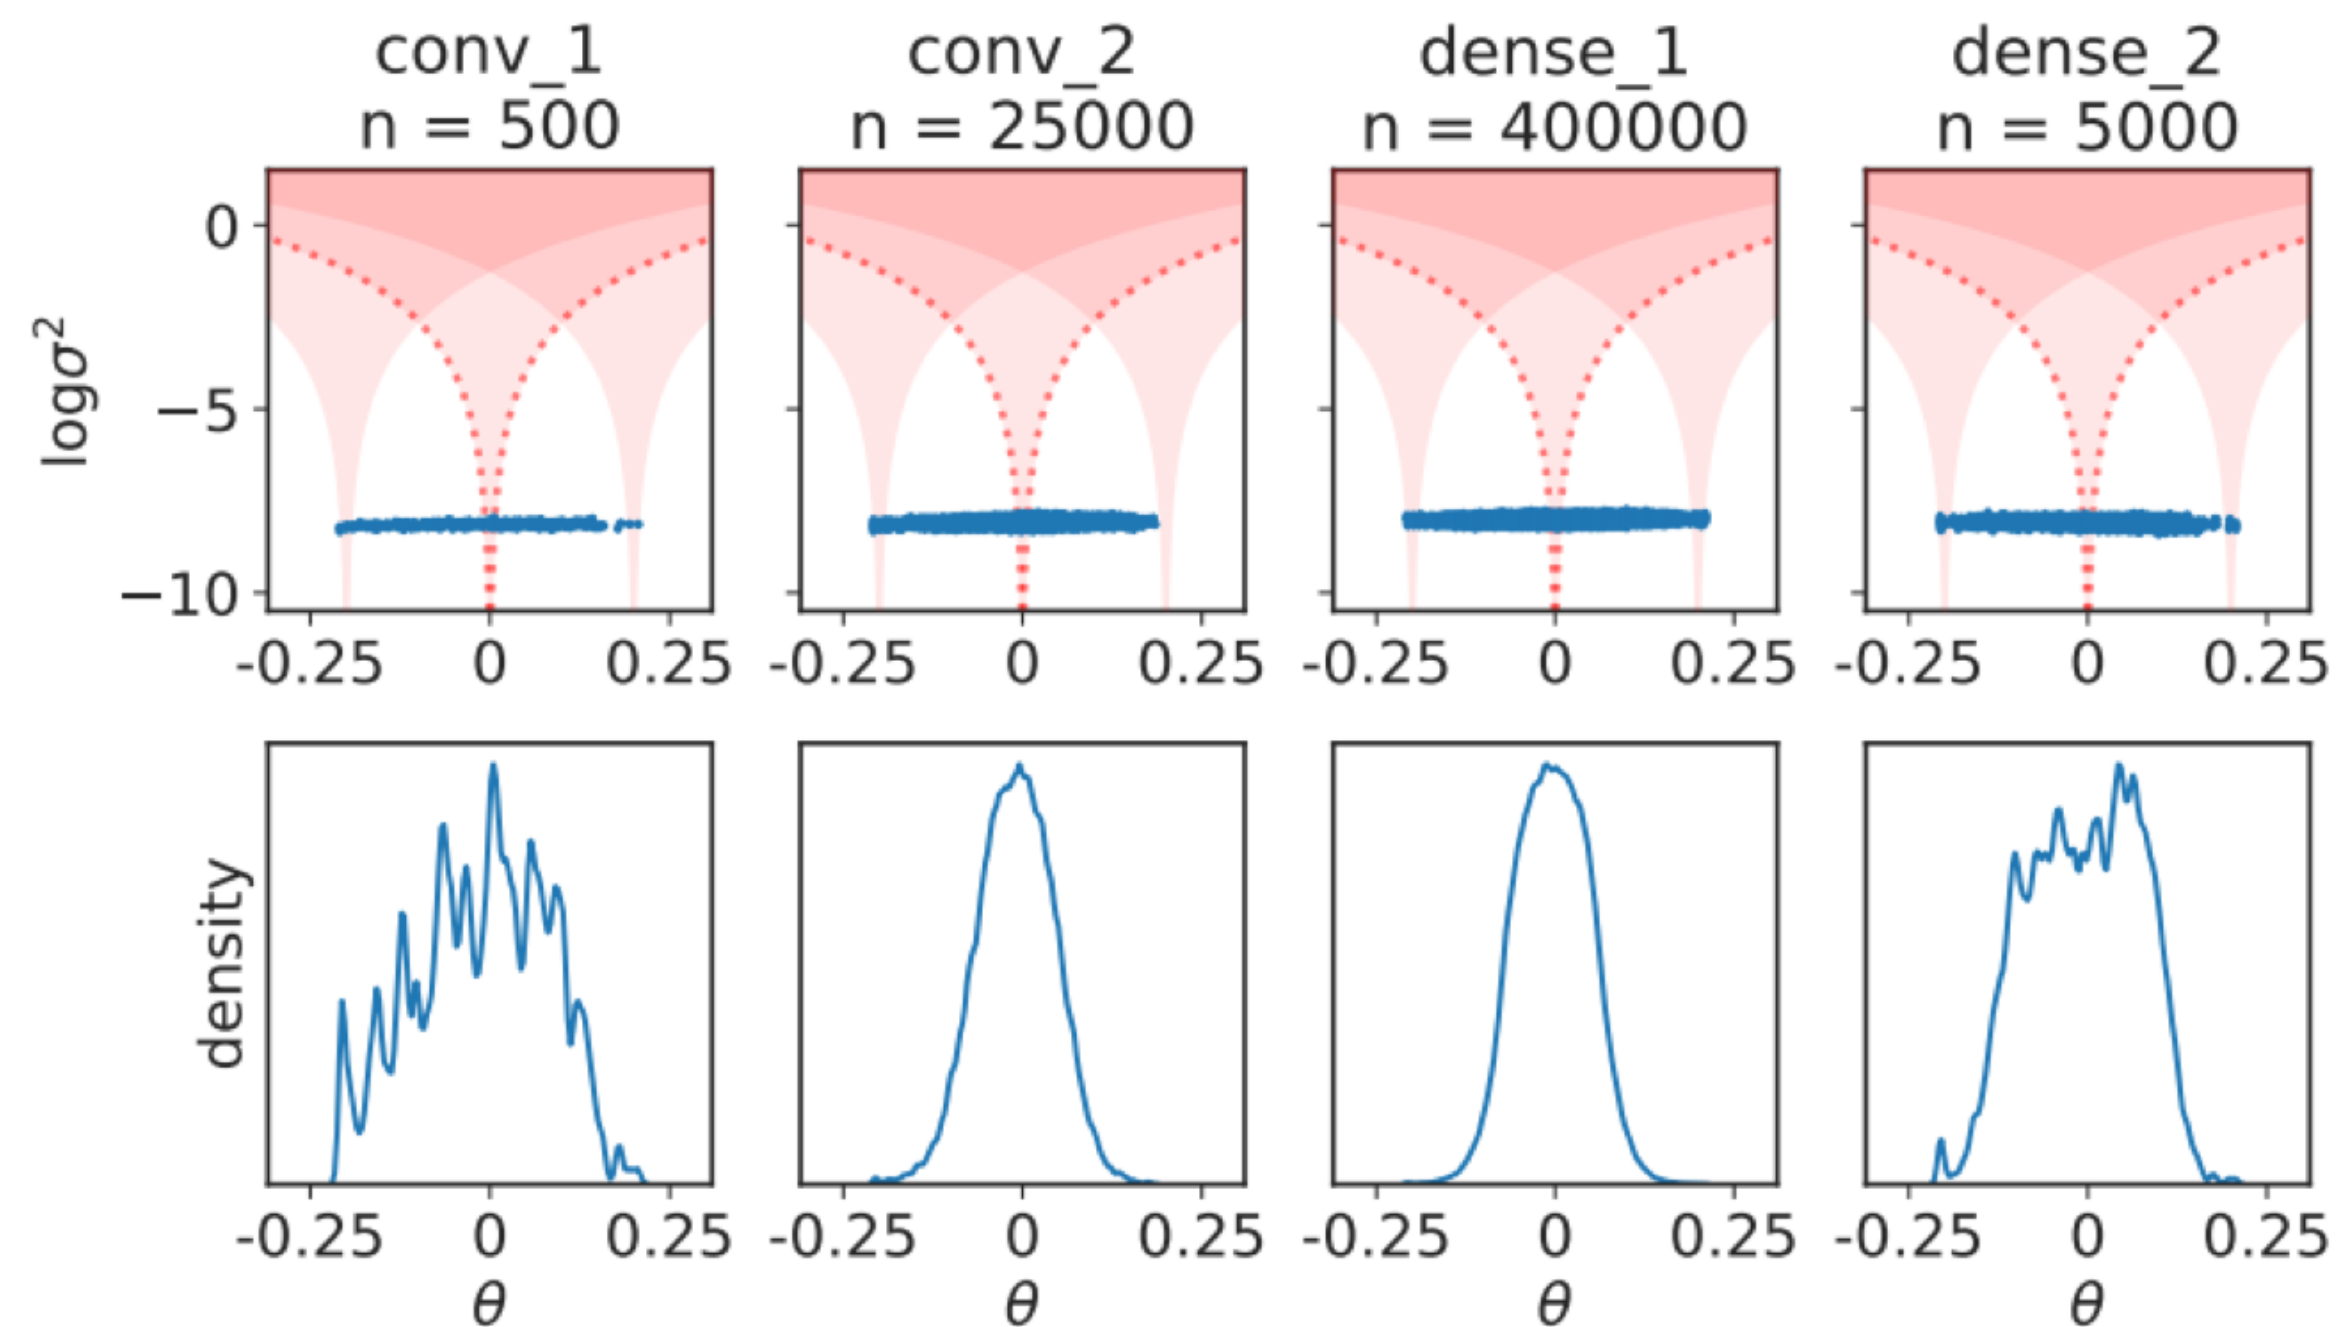 conv_1 conv_2 dense_1 dense_2
n = 500 n = 25000 n = 400000 n = 5000
logσ²
0
−5
−10
-0.25 0 0.25 -0.25 0 0.25 -0.25 0 0.25 -0.25 0 0.25
density
-0.25 0 0.25 -0.25 0 0.25 -0.25 0 0.25 -0.25 0 0.25
θ θ θ θ